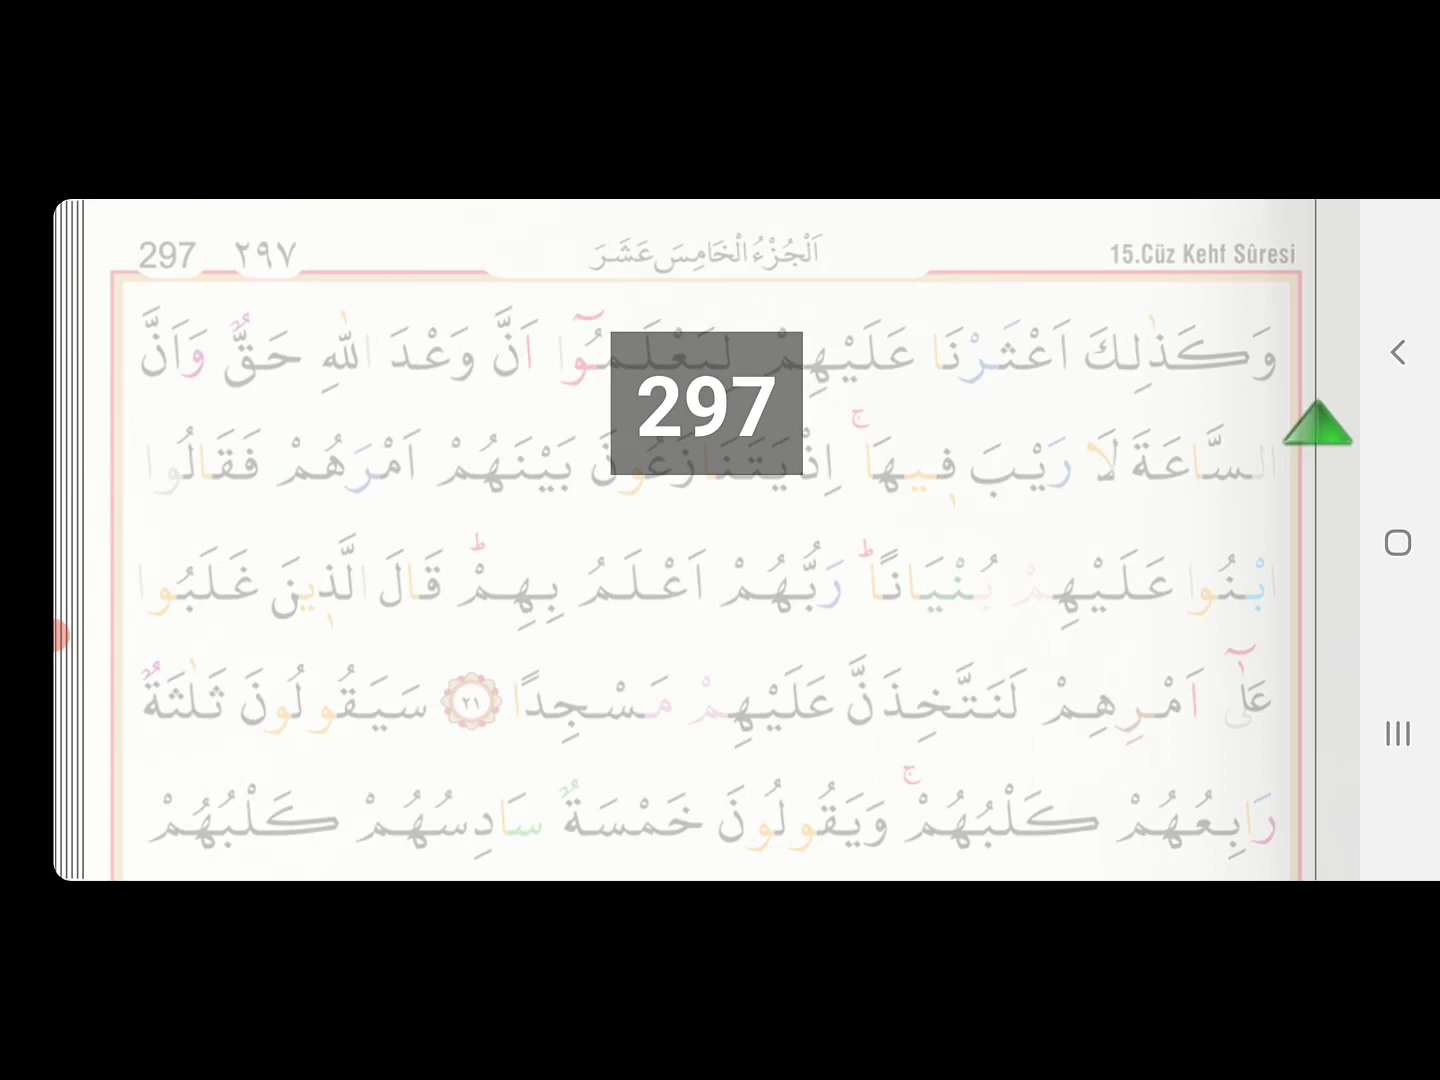 297 ٢٩٧ اَلْجُزْءُ الْخَامِسَ عَشَرَ 15.Cüz Kehf Sûresi
وَكَذٰلِكَ اَعْثَرْنَا عَلَيْهِمْ لِيَعْلَمُٓوا اَنَّ وَعْدَ اللّٰهِ حَقٌّ وَاَنَّ
297
السَّاعَةَ لَا رَيْبَ فٖيهَاۚ اِذْ يَتَنَازَعُونَ بَيْنَهُمْ اَمْرَهُمْ فَقَالُوا
ابْنُوا عَلَيْهِمْ بُنْيَانًاۜ رَبُّهُمْ اَعْلَمُ بِهِمْۜ قَالَ الَّذٖينَ غَلَبُوا
عَلٰٓى اَمْرِهِمْ لَنَتَّخِذَنَّ عَلَيْهِمْ مَسْجِدًا ٢١ سَيَقُولُونَ ثَلٰثَةٌ
رَابِعُهُمْ كَلْبُهُمْۚ وَيَقُولُونَ خَمْسَةٌ سَادِسُهُمْ كَلْبُهُمْ